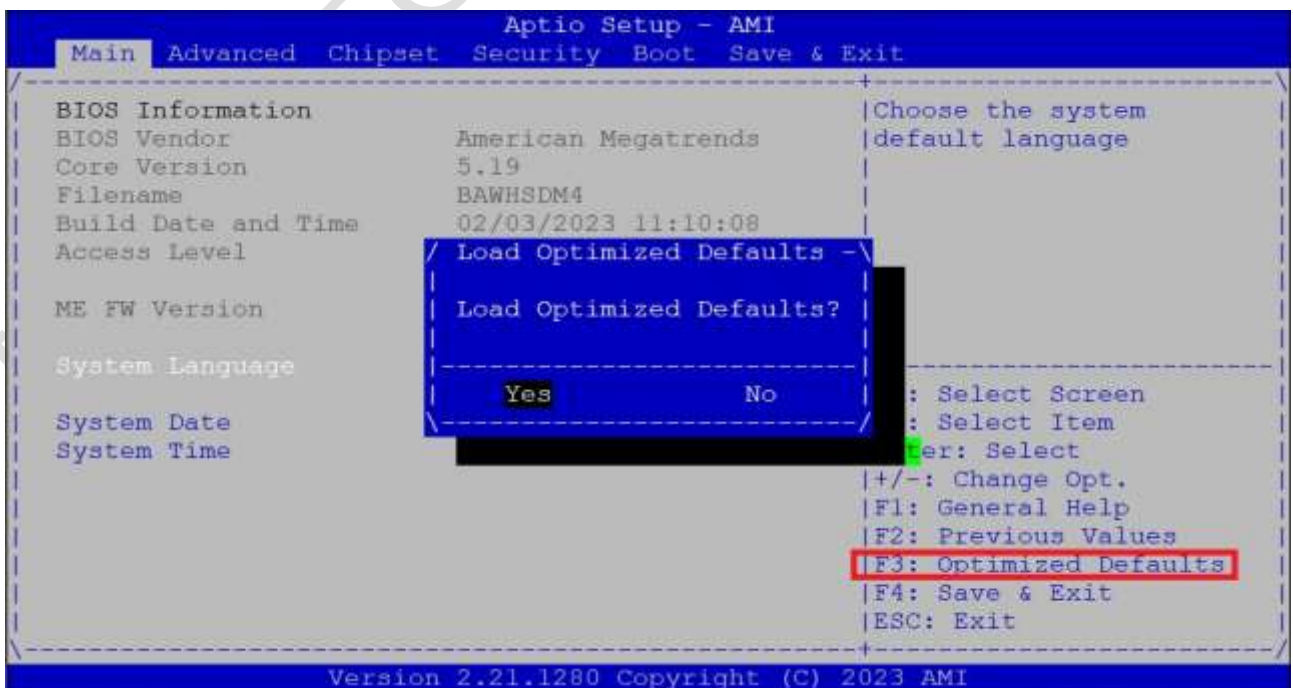 Aptio Setup - AMI
Main Advanced Chipset Security Boot Save & Exit
BIOS Information
BIOS Vendor American Megatrends
Core Version 5.19
Filename BAWHSDM4
Build Date and Time 02/03/2023 11:10:08
Access Level
ME FW Version
System Language
System Date
System Time
Load Optimized Defaults
Load Optimized Defaults?
Yes No
Choose the system
default language
: Select Screen
: Select Item
ter: Select
+/-: Change Opt.
F1: General Help
F2: Previous Values
F3: Optimized Defaults
F4: Save & Exit
ESC: Exit
Version 2.21.1280 Copyright (C) 2023 AMI